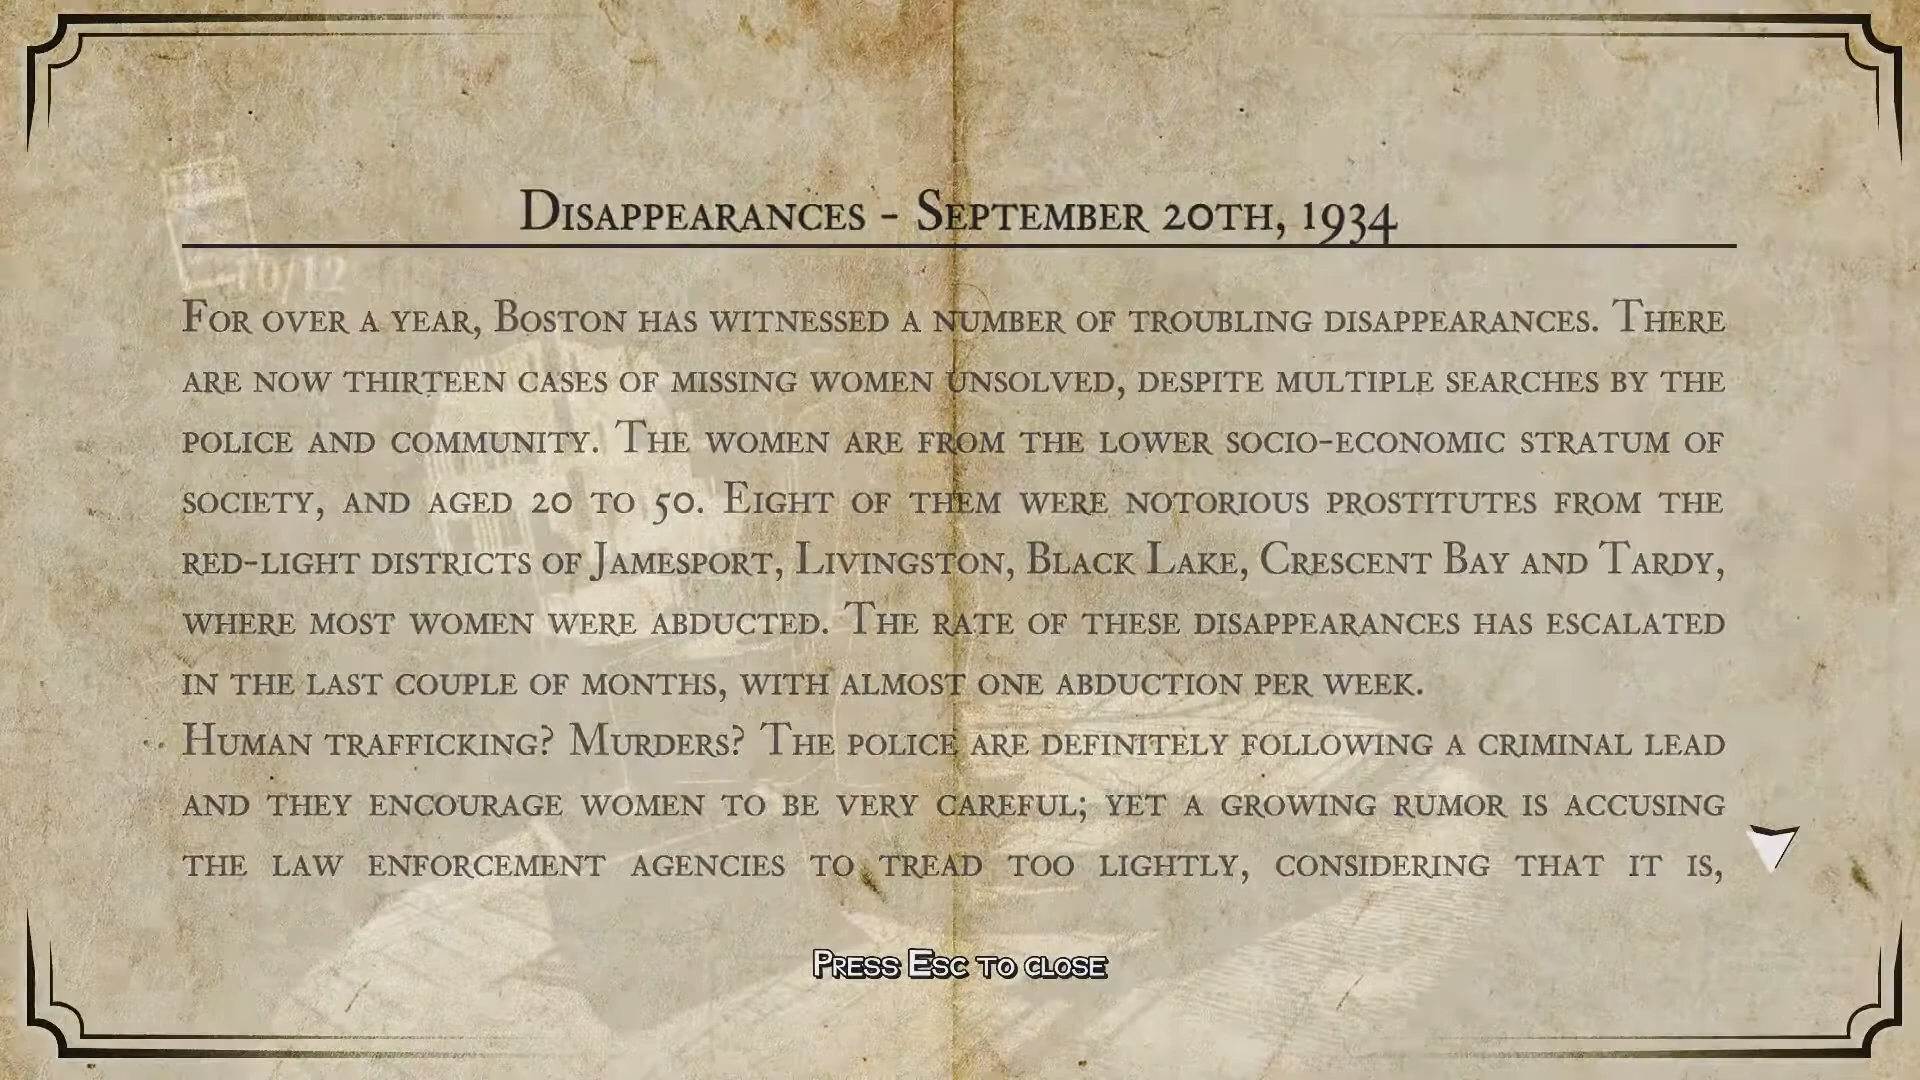 Disappearances - September 20th, 1934
10/12
For over a year, Boston has witnessed a number of troubling disappearances. There
are now thirteen cases of missing women unsolved, despite multiple searches by the
police and community. The women are from the lower socio-economic stratum of
society, and aged 20 to 50. Eight of them were notorious prostitutes from the
red-light districts of Jamesport, Livingston, Black Lake, Crescent Bay and Tardy,
where most women were abducted. The rate of these disappearances has escalated
in the last couple of months, with almost one abduction per week.
Human trafficking? Murders? The police are definitely following a criminal lead
and they encourage women to be very careful; yet a growing rumor is accusing
the law enforcement agencies to tread too lightly, considering that it is,
Press Esc to close